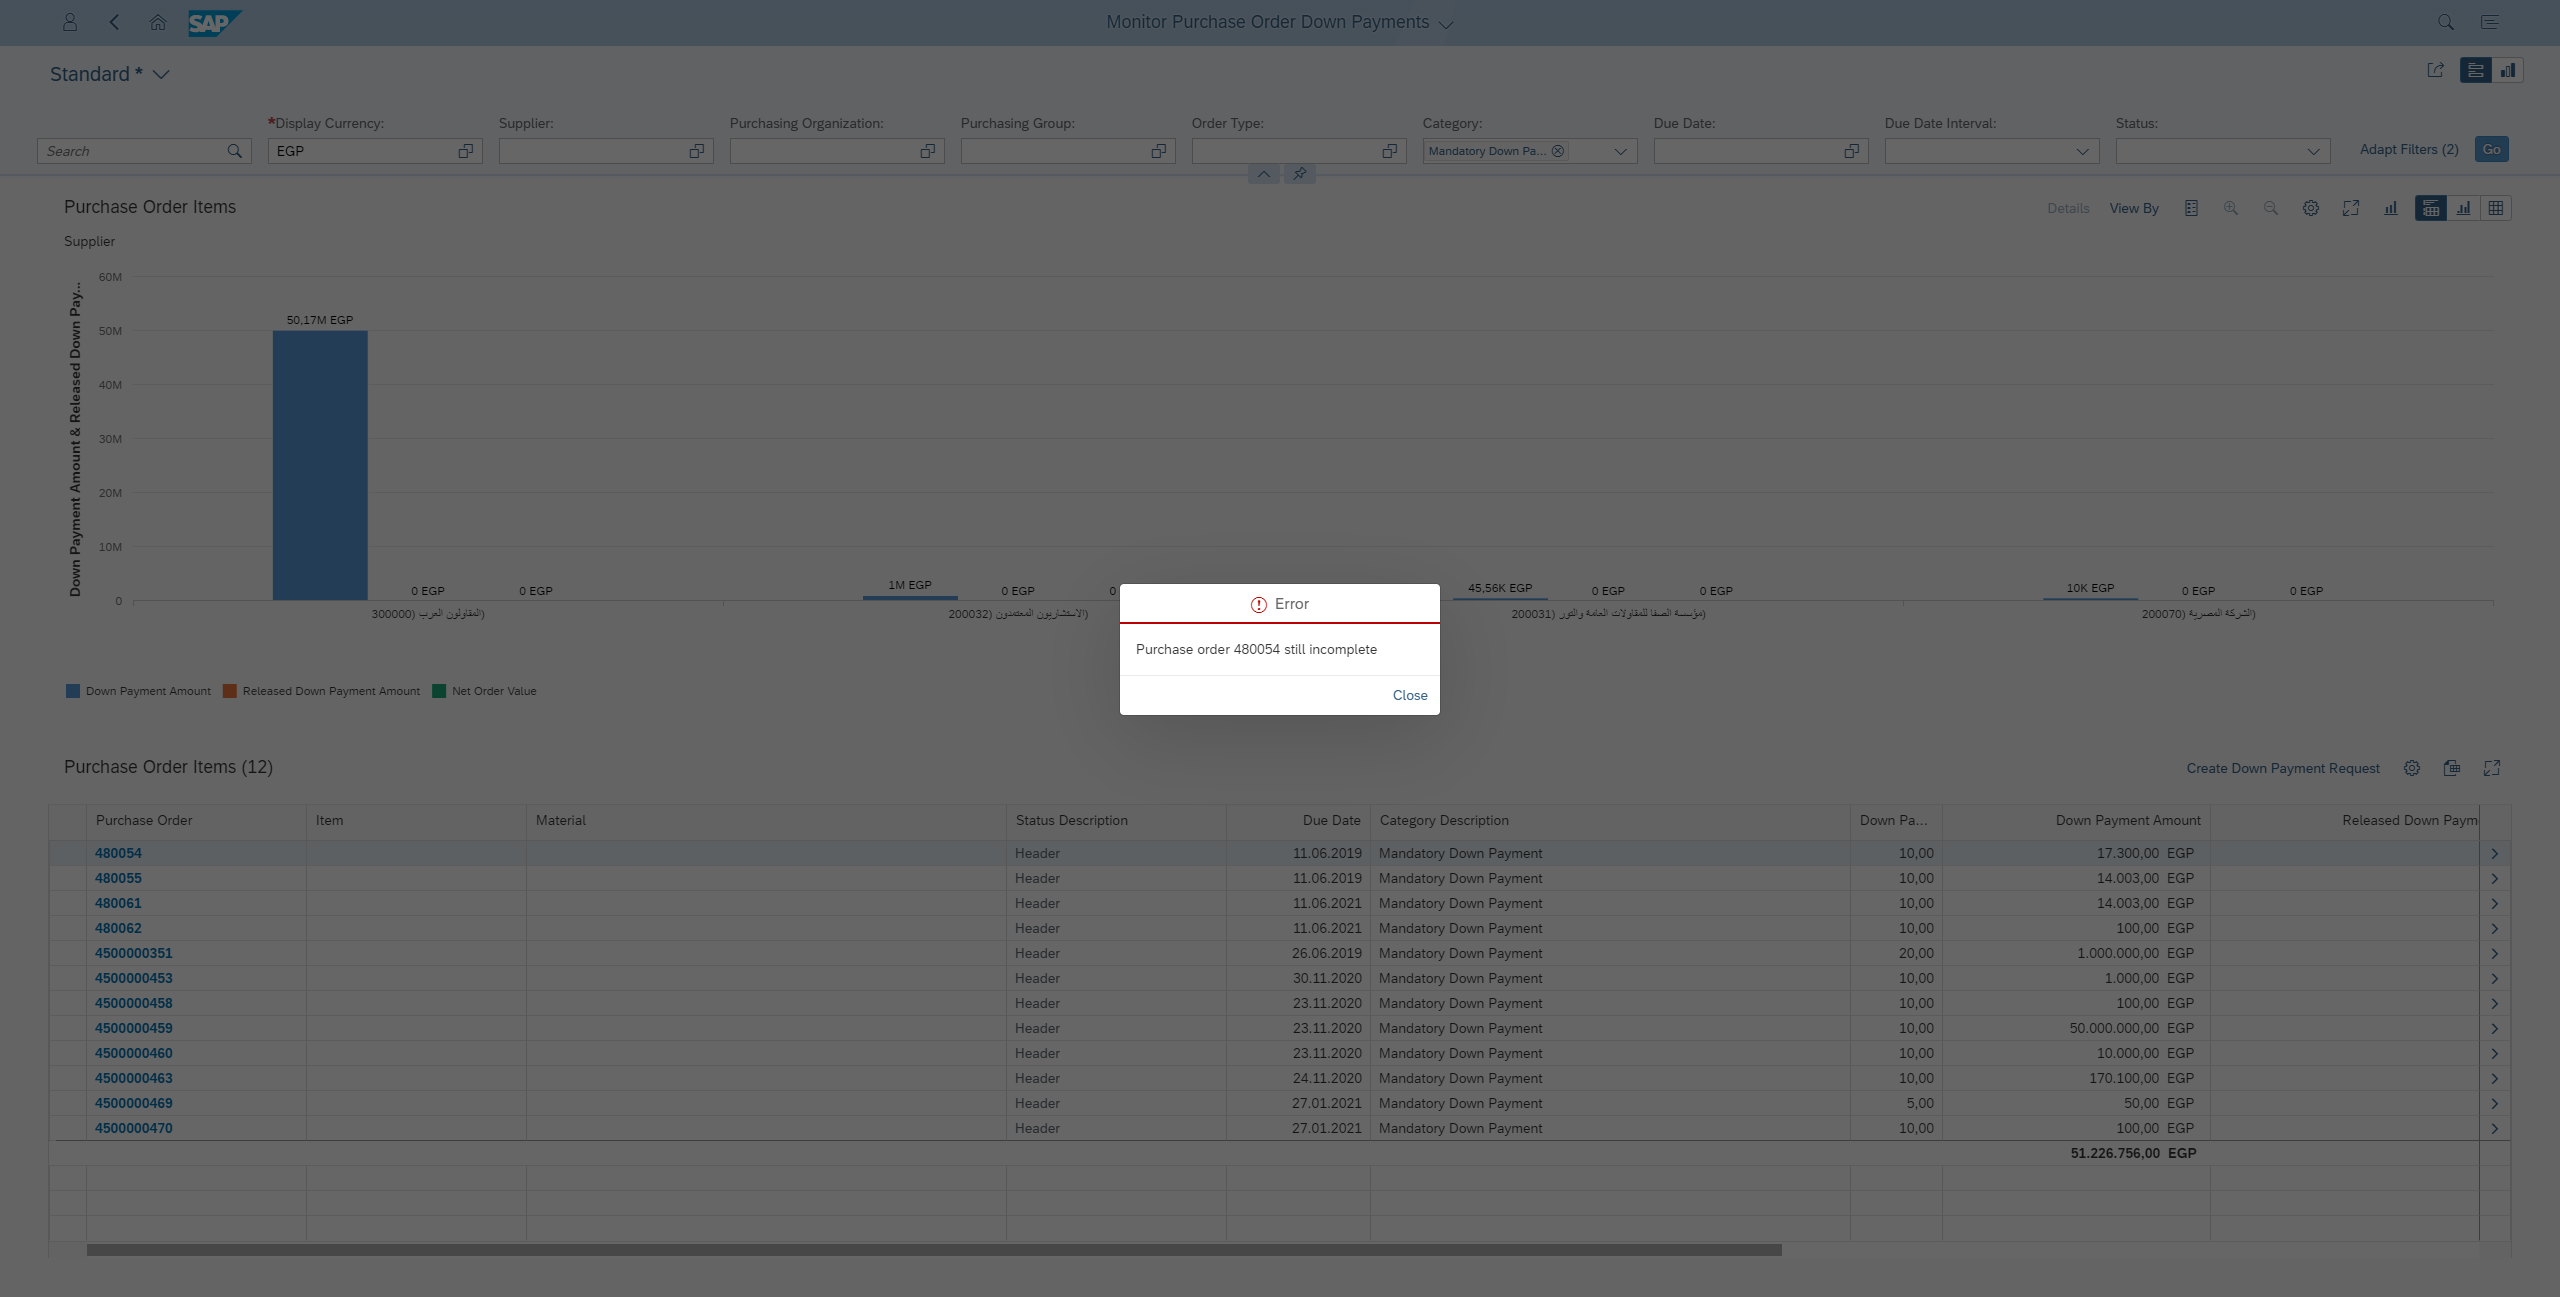 SAP
Monitor Purchase Order Down Payments
Standard *
Search
*Display Currency:
EGP
Supplier:
Purchasing Organization:
Purchasing Group:
Order Type:
Category:
Mandatory Down Pa...
Due Date:
Due Date Interval:
Status:
Adapt Filters (2)
Go
Purchase Order Items
Details
View By
Supplier
Down Payment Amount & Released Down Pay...
60M
50M
40M
30M
20M
10M
0
50,17M EGP
0 EGP
0 EGP
1M EGP
0 EGP
0
45,56K EGP
0 EGP
0 EGP
10K EGP
0 EGP
0 EGP
المقاولون العرب (300000)
الاستشاريون المعتمدون (200032)
مؤسسة الصفا للمقاولات العامة والتور (200031)
الشركة المصرية (200070)
Down Payment Amount
Released Down Payment Amount
Net Order Value
Error
Purchase order 480054 still incomplete
Close
Purchase Order Items (12)
Create Down Payment Request
Purchase Order Item Material Status Description Due Date Category Description Down Pa... Down Payment Amount Released Down Paym
480054 Header 11.06.2019 Mandatory Down Payment 10,00 17.300,00 EGP
480055 Header 11.06.2019 Mandatory Down Payment 10,00 14.003,00 EGP
480061 Header 11.06.2021 Mandatory Down Payment 10,00 14.003,00 EGP
480062 Header 11.06.2021 Mandatory Down Payment 10,00 100,00 EGP
4500000351 Header 26.06.2019 Mandatory Down Payment 20,00 1.000.000,00 EGP
4500000453 Header 30.11.2020 Mandatory Down Payment 10,00 1.000,00 EGP
4500000458 Header 23.11.2020 Mandatory Down Payment 10,00 100,00 EGP
4500000459 Header 23.11.2020 Mandatory Down Payment 10,00 50.000.000,00 EGP
4500000460 Header 23.11.2020 Mandatory Down Payment 10,00 10.000,00 EGP
4500000463 Header 24.11.2020 Mandatory Down Payment 10,00 170.100,00 EGP
4500000469 Header 27.01.2021 Mandatory Down Payment 5,00 50,00 EGP
4500000470 Header 27.01.2021 Mandatory Down Payment 10,00 100,00 EGP
51.226.756,00 EGP